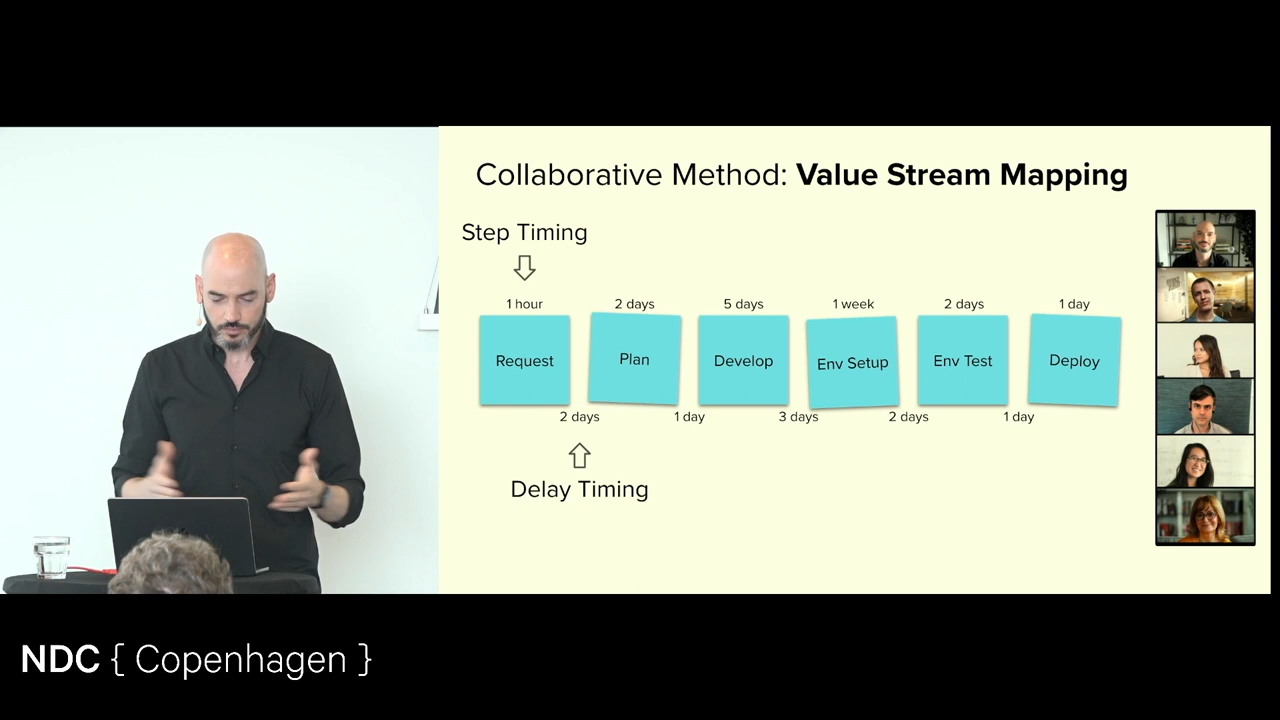 Collaborative Method: Value Stream Mapping
Step Timing
1 hour
2 days
5 days
1 week
2 days
1 day
Request
Plan
Develop
Env Setup
Env Test
Deploy
2 days
1 day
3 days
2 days
1 day
Delay Timing
NDC { Copenhagen }